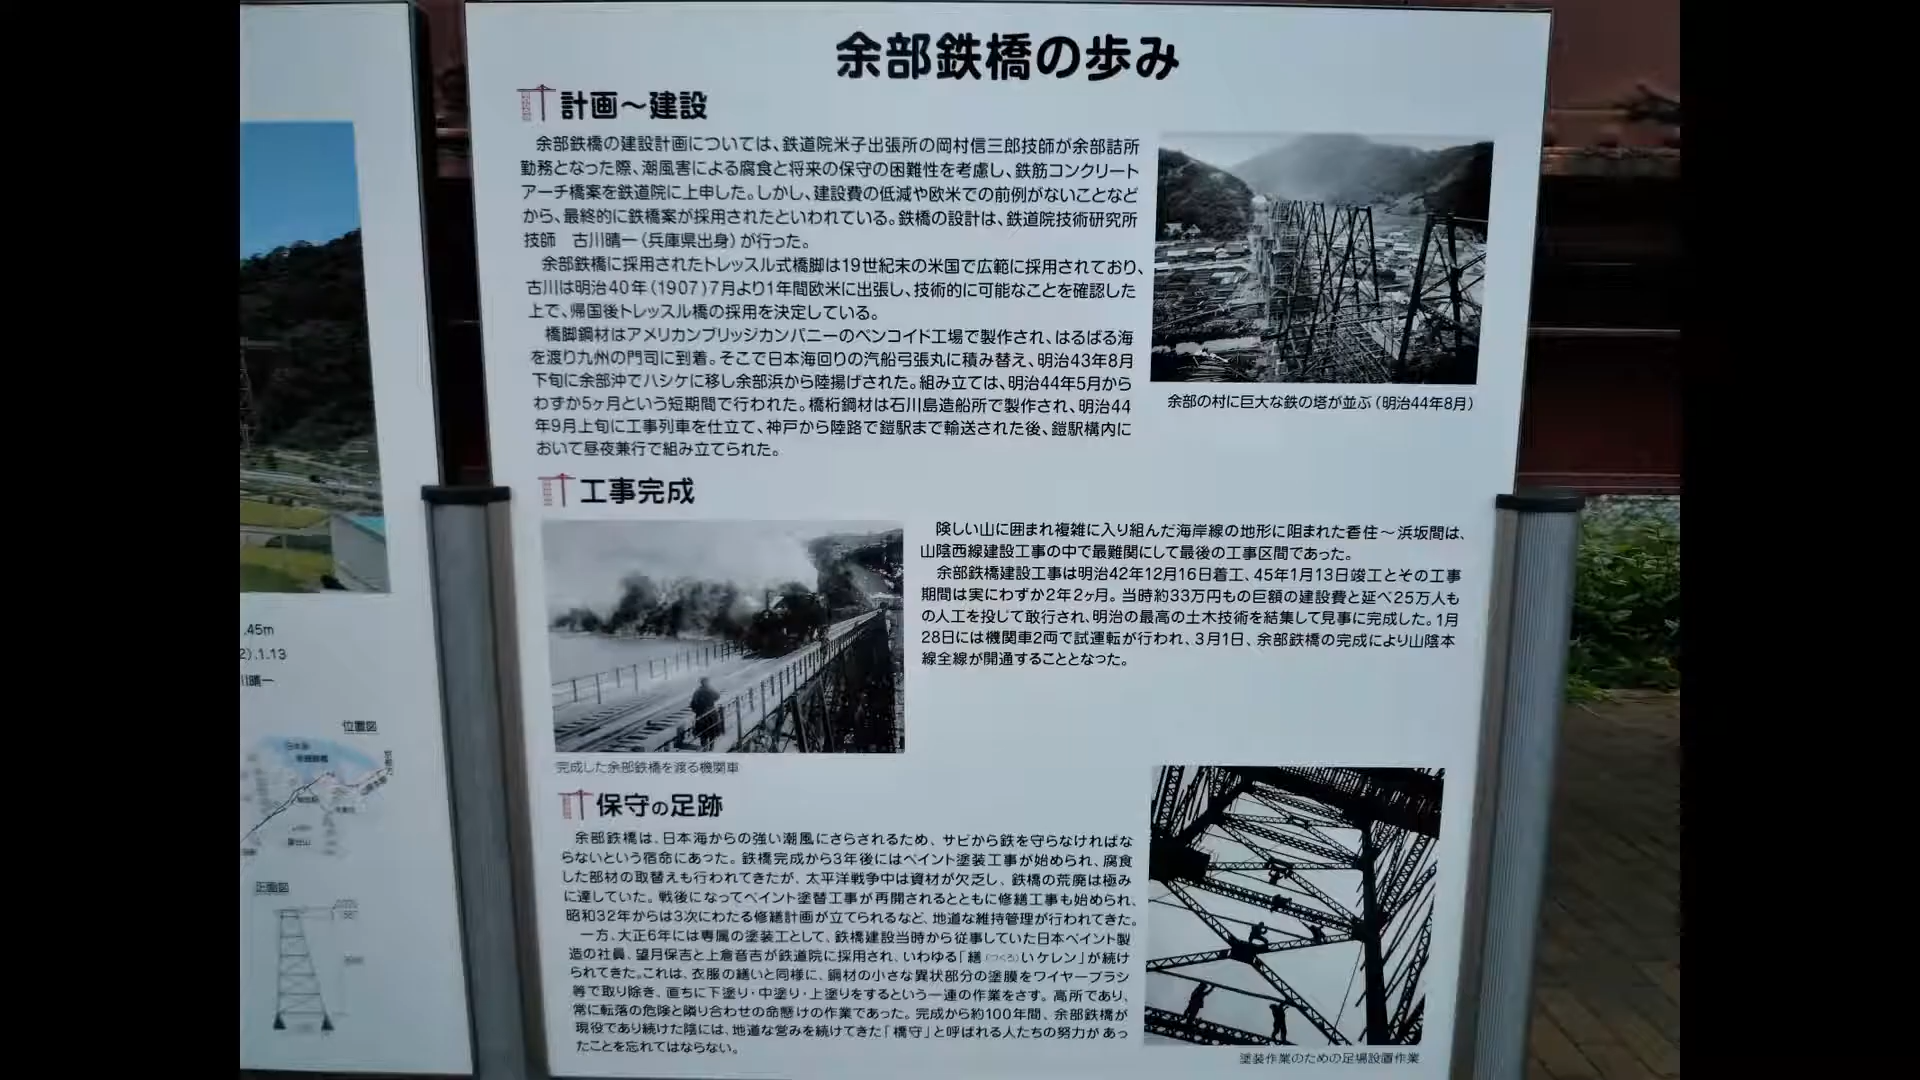 余部鉄橋の歩み
計画～建設
余部鉄橋の建設計画については、鉄道院米子出張所の岡村信三郎技師が余部詰所
勤務となった際、潮風害による腐食と将来の保守の困難性を考慮し、鉄筋コンクリート
アーチ橋案を鉄道院に上申した。しかし、建設費の低減や欧米での前例がないことなど
から、最終的に鉄橋案が採用されたといわれている。鉄橋の設計は、鉄道院技術研究所
技師　古川晴一（兵庫県出身）が行った。
余部鉄橋に採用されたトレッスル式橋脚は19世紀末の米国で広範に採用されており、
古川は明治40年（1907）7月より1年間欧米に出張し、技術的に可能なことを確認した
上で、帰国後トレッスル橋の採用を決定している。
橋脚鋼材はアメリカンブリッジカンパニーのペンコイド工場で製作され、はるばる海
を渡り九州の門司に到着。そこで日本海回りの汽船弓張丸に積み替え、明治43年8月
下旬に余部沖でハシケに移し余部浜から陸揚げされた。組み立ては、明治44年5月から
わずか5ヶ月という短期間で行われた。橋桁鋼材は石川島造船所で製作され、明治44
年9月上旬に工事列車を仕立て、神戸から陸路で鎧駅まで輸送された後、鎧駅構内に
おいて昼夜兼行で組み立てられた。
余部の村に巨大な鉄の塔が並ぶ（明治44年8月）
工事完成
険しい山に囲まれ複雑に入り組んだ海岸線の地形に阻まれた香住～浜坂間は、
山陰西線建設工事の中で最難関にして最後の工事区間であった。
余部鉄橋建設工事は明治42年12月16日着工、45年1月13日竣工とその工事
期間は実にわずか2年2ヶ月。当時約33万円もの巨額の建設費と延べ25万人も
の人工を投じて敢行され、明治の最高の土木技術を結集して見事に完成した。1月
28日には機関車2両で試運転が行われ、3月1日、余部鉄橋の完成により山陰本
線全線が開通することとなった。
完成した余部鉄橋を渡る機関車
保守の足跡
余部鉄橋は、日本海からの強い潮風にさらされるため、サビから鉄を守らなければな
らないという宿命にあった。鉄橋完成から3年後にはペイント塗装工事が始められ、腐食
した部材の取替えも行われてきたが、太平洋戦争中は資材が欠乏し、鉄橋の荒廃は極み
に達していた。戦後になってペイント塗替工事が再開されるとともに修繕工事も始められ、
昭和32年からは3次にわたる修繕計画が立てられるなど、地道な維持管理が行われてきた。
一方、大正6年には専属の塗装工として、鉄橋建設当時から従事していた日本ペイント製
造の社員、望月保吉と上倉音吉が鉄道院に採用され、いわゆる「繕（つくろ）いケレン」が続け
られてきた。これは、衣服の繕いと同様に、鋼材の小さな異状部分の塗膜をワイヤーブラシ
等で取り除き、直ちに下塗り・中塗り・上塗りをするという一連の作業をさす。高所であり、
常に転落の危険と隣り合わせの命懸けの作業であった。完成から約100年間、余部鉄橋が
現役であり続けた陰には、地道な営みを続けてきた「橋守」と呼ばれる人たちの努力があっ
たことを忘れてはならない。
塗装作業のための足場設置作業
.45m
2).1.13
川晴一
位置図
日本海
余部鉄橋
正面図